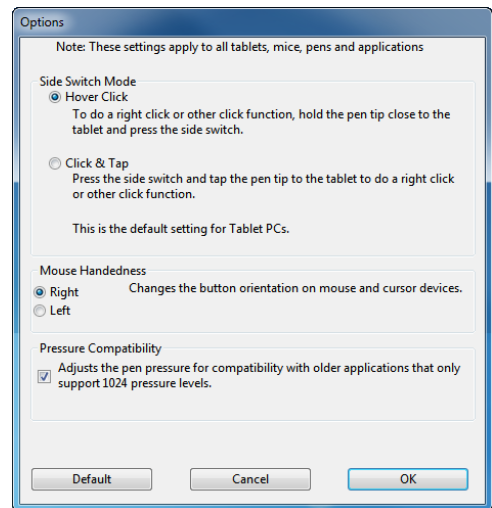 Options
Note: These settings apply to all tablets, mice, pens and applications
Side Switch Mode
Hover Click
To do a right click or other click function, hold the pen tip close to the
tablet and press the side switch.
Click & Tap
Press the side switch and tap the pen tip to the tablet to do a right click
or other click function.
This is the default setting for Tablet PCs.
Mouse Handedness
Right
Changes the button orientation on mouse and cursor devices.
Left
Pressure Compatibility
Adjusts the pen pressure for compatibility with older applications that only
support 1024 pressure levels.
Default
Cancel
OK